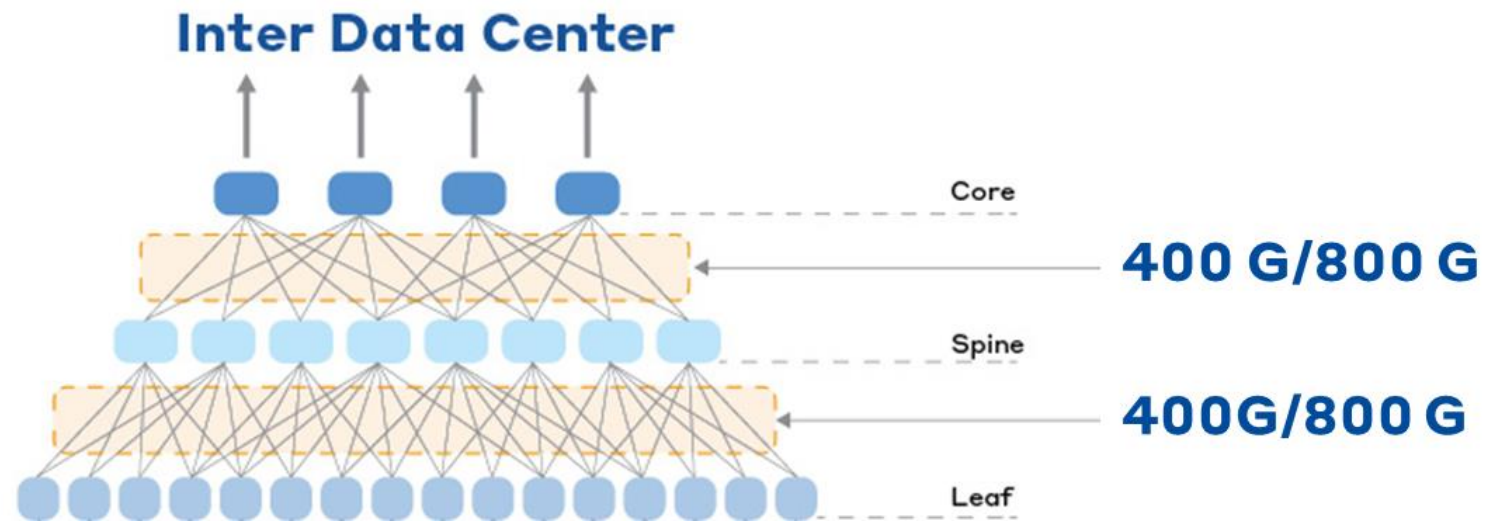 Inter Data Center
Core
400 G/800 G
Spine
400G/800 G
Leaf